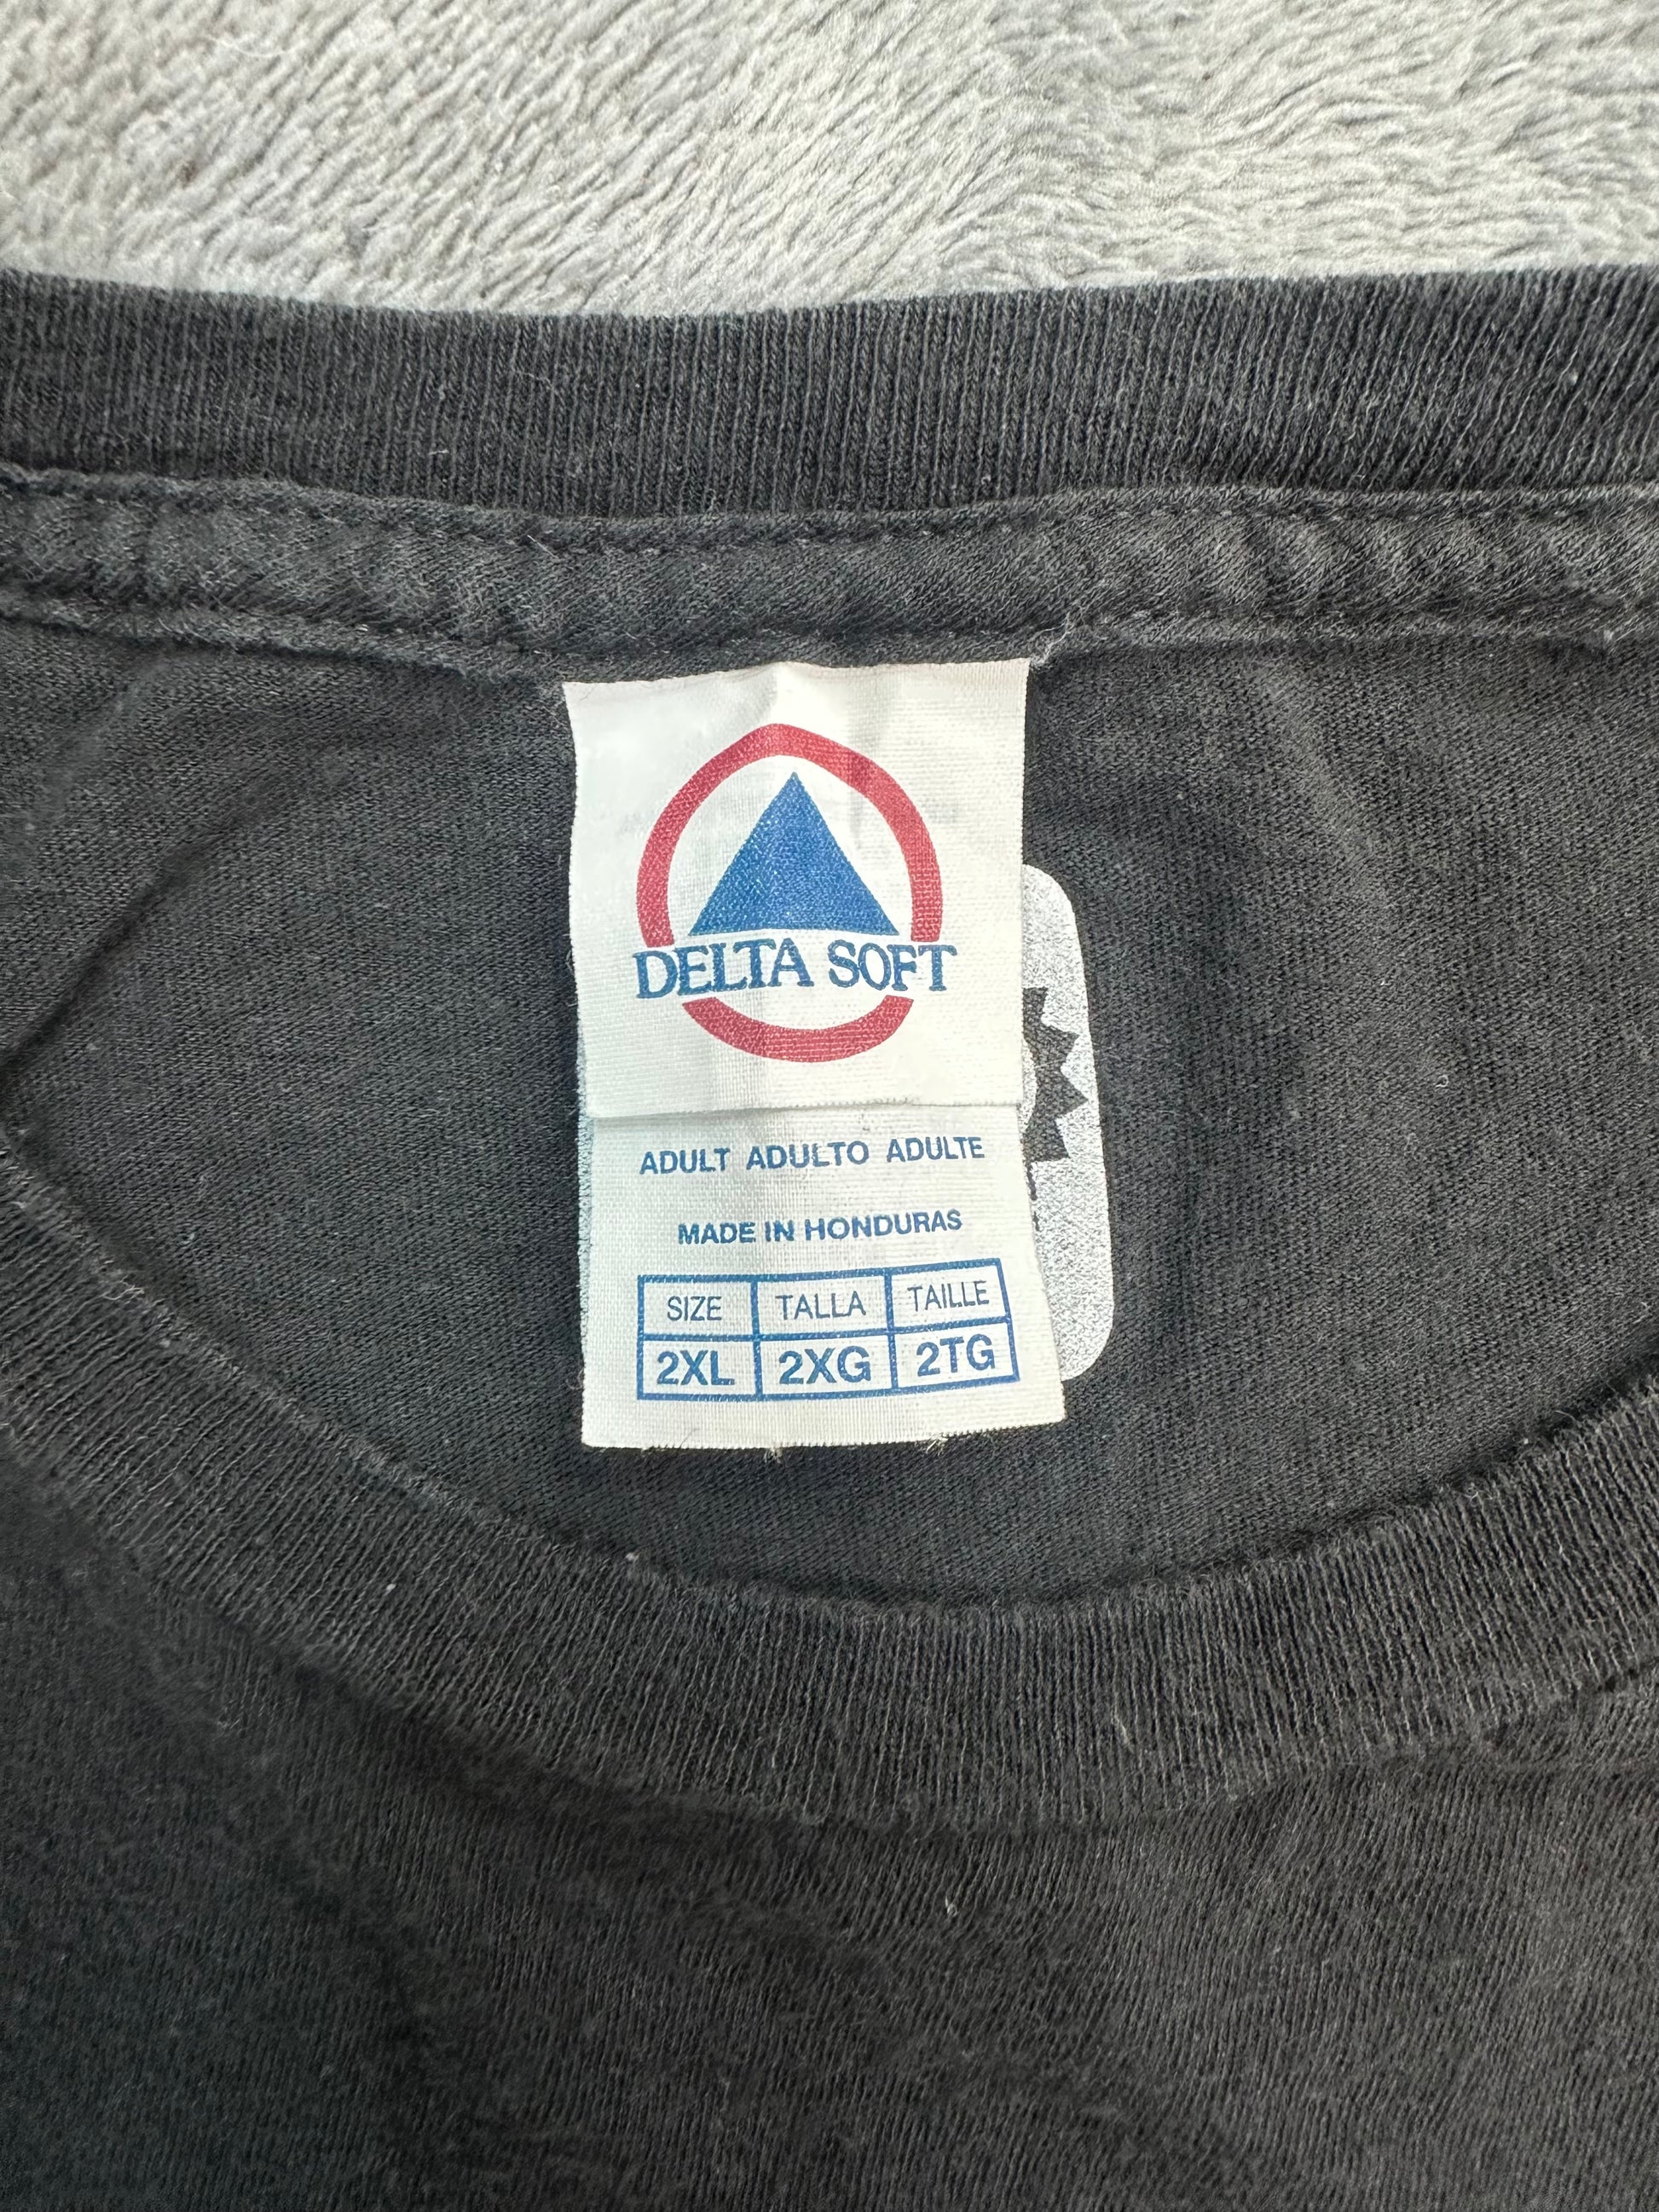 DELTA SOFT
ADULT ADULTO ADULTE
MADE IN HONDURAS
SIZE TALLA TAILLE
2XL 2XG 2TG